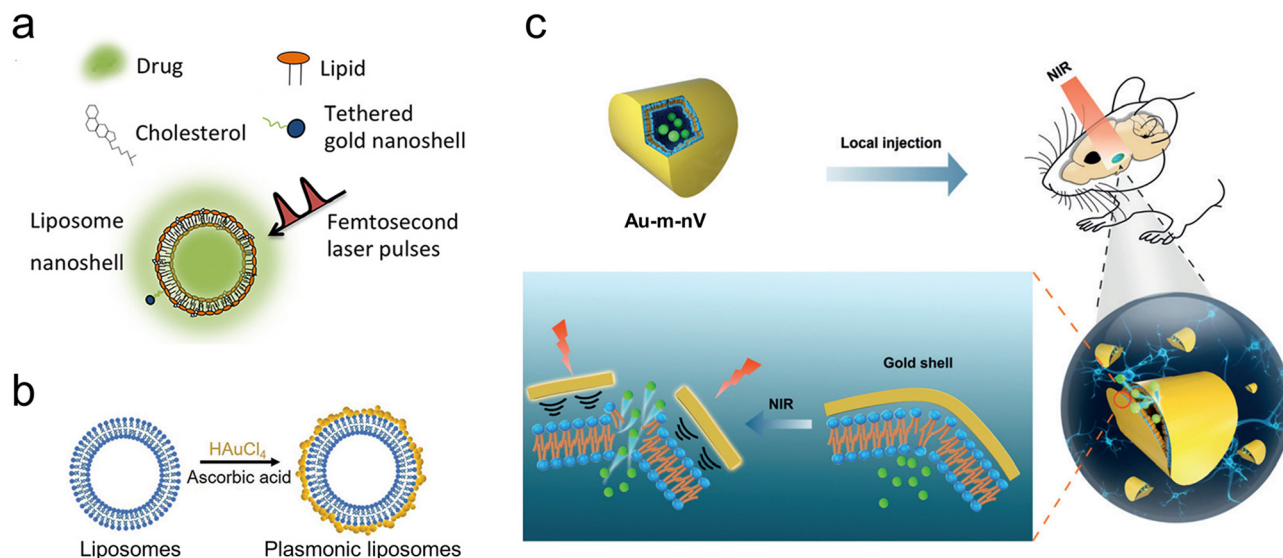 a
Drug
Lipid
Cholesterol
Tethered
gold nanoshell
Liposome
nanoshell
Femtosecond
laser pulses
b
HAuCl₄
Ascorbic acid
Liposomes
Plasmonic liposomes
c
Au-m-nV
Local injection
NIR
Gold shell
NIR